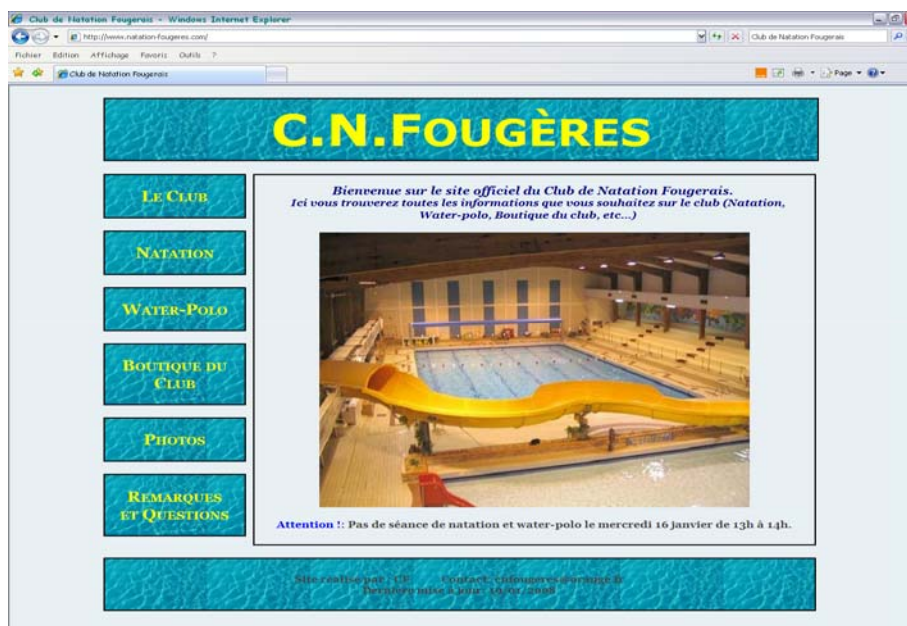 Club de Natation Fougerais - Windows Internet Explorer
http://www.natation-fougeres.com/
Club de Natation Fougerais
Fichier Edition Affichage Favoris Outils ?
Club de Natation Fougerais
Page
C.N.FOUGÈRES
LE CLUB
NATATION
WATER-POLO
BOUTIQUE DU
CLUB
PHOTOS
REMARQUES
ET QUESTIONS
Bienvenue sur le site officiel du Club de Natation Fougerais.
Ici vous trouverez toutes les informations que vous souhaitez sur le club (Natation,
Water-polo, Boutique du club, etc...)
Attention !: Pas de séance de natation et water-polo le mercredi 16 janvier de 13h à 14h.
Site réalisé par : Contact: cnfougeres@orange.fr
Dernière mise à jour: